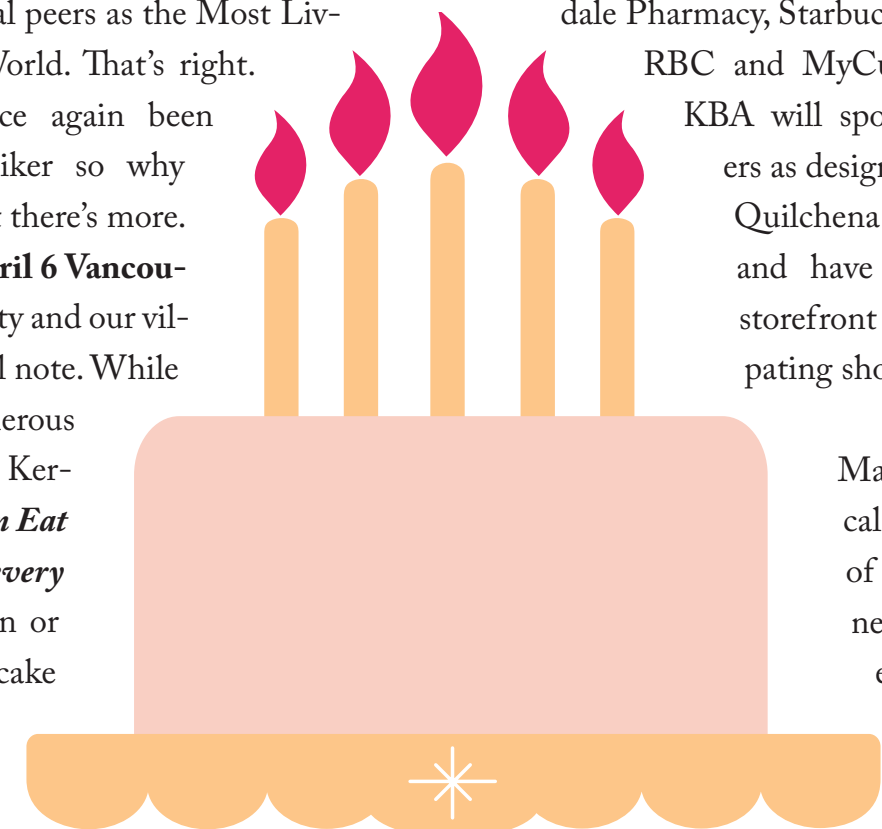 al peers as the Most Liv-
World. That's right.
ce again been
iker so why
t there's more.
ril 6 Vancou-
ty and our vil-
l note. While
erous
Ker-
n Eat
very
n or
cake
dale Pharmacy, Starbuc
RBC and MyCu
KBA will spo
ers as design
Quilchena
and have
storefront
pating sho
Ma
cal
of
ne
e